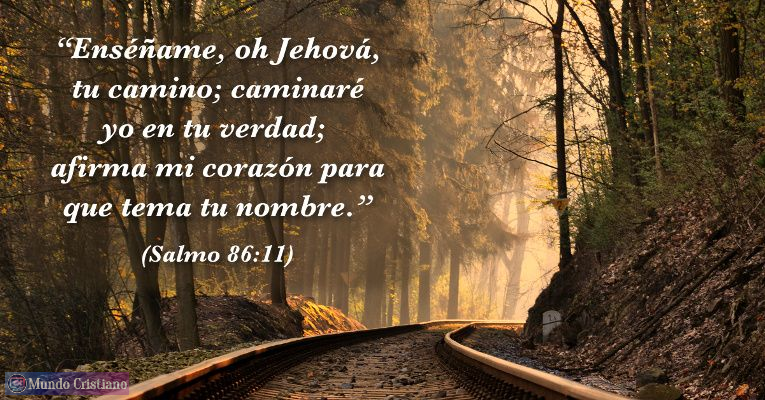 “Enséñame, oh Jehová,
tu camino; caminaré
yo en tu verdad;
afirma mi corazón para
que tema tu nombre.”
(Salmo 86:11)
Mundo Cristiano